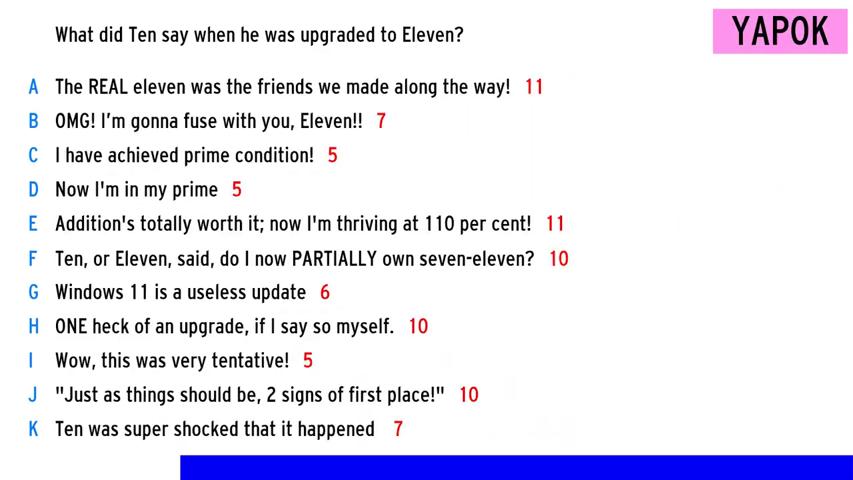 What did Ten say when he was upgraded to Eleven?
YAPOK
A The REAL eleven was the friends we made along the way! 11
B OMG! I'm gonna fuse with you, Eleven!! 7
C I have achieved prime condition! 5
D Now I'm in my prime 5
E Addition's totally worth it; now I'm thriving at 110 per cent! 11
F Ten, or Eleven, said, do I now PARTIALLY own seven-eleven? 10
G Windows 11 is a useless update 6
H ONE heck of an upgrade, if I say so myself. 10
I Wow, this was very tentative! 5
J "Just as things should be, 2 signs of first place!" 10
K Ten was super shocked that it happened 7